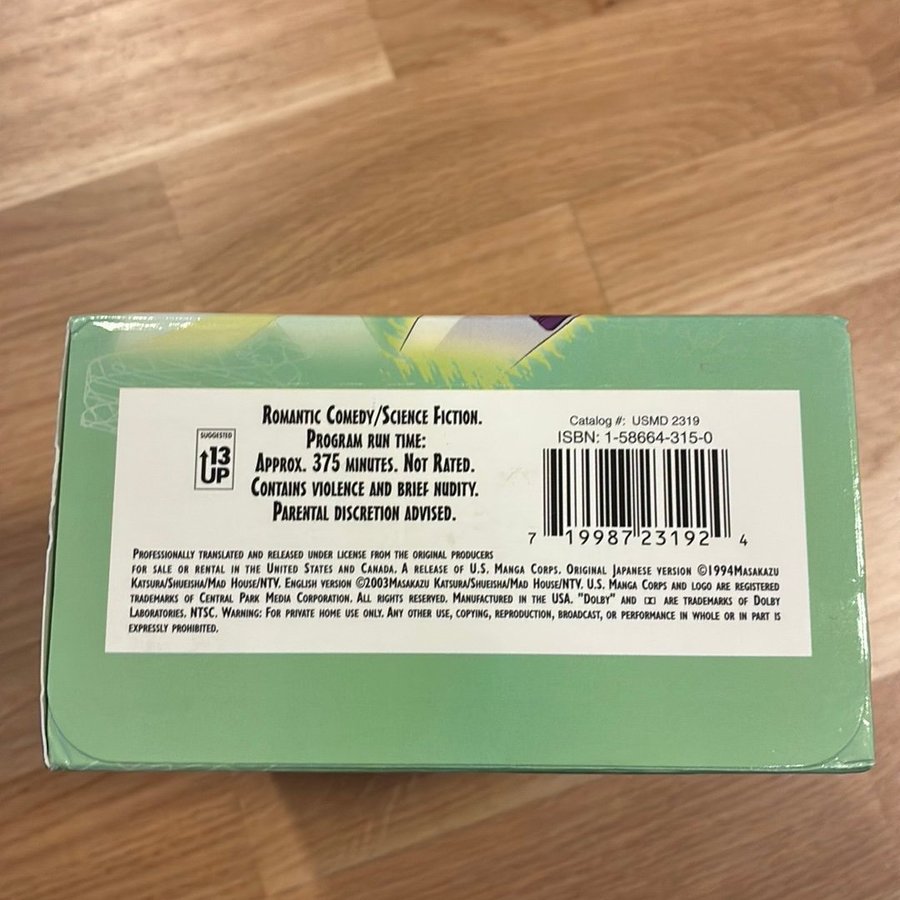 SUGGESTED
13
UP
ROMANTIC COMEDY/SCIENCE FICTION.
PROGRAM RUN TIME:
APPROX. 375 MINUTES. NOT RATED.
CONTAINS VIOLENCE AND BRIEF NUDITY.
PARENTAL DISCRETION ADVISED.
Catalog #: USMD 2319
ISBN: 1-58664-315-0
7 19987 23192 4
PROFESSIONALLY TRANSLATED AND RELEASED UNDER LICENSE FROM THE ORIGINAL PRODUCERS
FOR SALE OR RENTAL IN THE UNITED STATES AND CANADA. A RELEASE OF U.S. MANGA CORPS. ORIGINAL JAPANESE VERSION ©1994MASAKAZU
KATSURA/SHUEISHA/MAD HOUSE/NTV. ENGLISH VERSION ©2003MASAKAZU KATSURA/SHUEISHA/MAD HOUSE/NTV. U.S. MANGA CORPS AND LOGO ARE REGISTERED
TRADEMARKS OF CENTRAL PARK MEDIA CORPORATION. ALL RIGHTS RESERVED. MANUFACTURED IN THE USA. "DOLBY" AND ARE TRADEMARKS OF DOLBY
LABORATORIES. NTSC. WARNING: FOR PRIVATE HOME USE ONLY. ANY OTHER USE, COPYING, REPRODUCTION, BROADCAST, OR PERFORMANCE IN WHOLE OR IN PART IS
EXPRESSLY PROHIBITED.